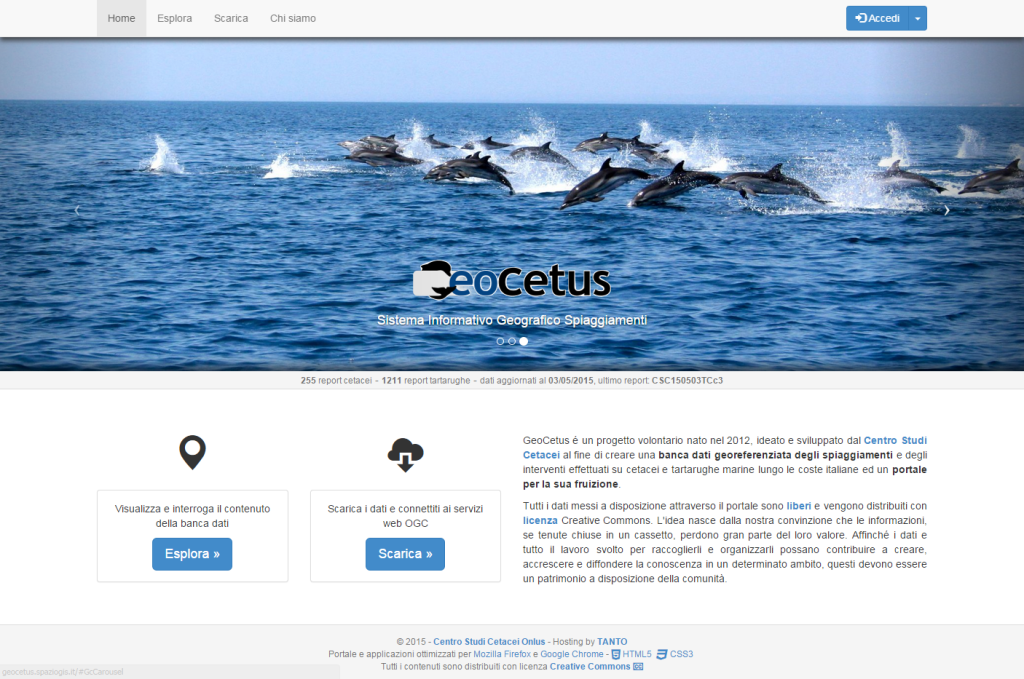 Home Esplora Scarica Chi siamo Accedi
GeoCetus
Sistema Informativo Geografico Spiaggiamenti
255 report cetacei - 1211 report tartarughe - dati aggiornati al 03/05/2015, ultimo report: CSC150503TCc3
Visualizza e interroga il contenuto
della banca dati
Esplora »
Scarica i dati e connettiti ai servizi
web OGC
Scarica »
GeoCetus é un progetto volontario nato nel 2012, ideato e sviluppato dal Centro Studi
Cetacei al fine di creare una banca dati georeferenziata degli spiaggiamenti e degli
interventi effettuati su cetacei e tartarughe marine lungo le coste italiane ed un portale
per la sua fruizione.
Tutti i dati messi a disposizione attraverso il portale sono liberi e vengono distribuiti con
licenza Creative Commons. L'idea nasce dalla nostra convinzione che le informazioni,
se tenute chiuse in un cassetto, perdono gran parte del loro valore. Affinché i dati e
tutto il lavoro svolto per raccoglierli e organizzarli possano contribuire a creare,
accrescere e diffondere la conoscenza in un determinato ambito, questi devono essere
un patrimonio a disposizione della comunità.
© 2015 - Centro Studi Cetacei Onlus - Hosting by TANTO
Portale e applicazioni ottimizzati per Mozilla Firefox e Google Chrome - HTML5 CSS3
Tutti i contenuti sono distribuiti con licenza Creative Commons
geocetus.spaziogis.it/#GcCarousel